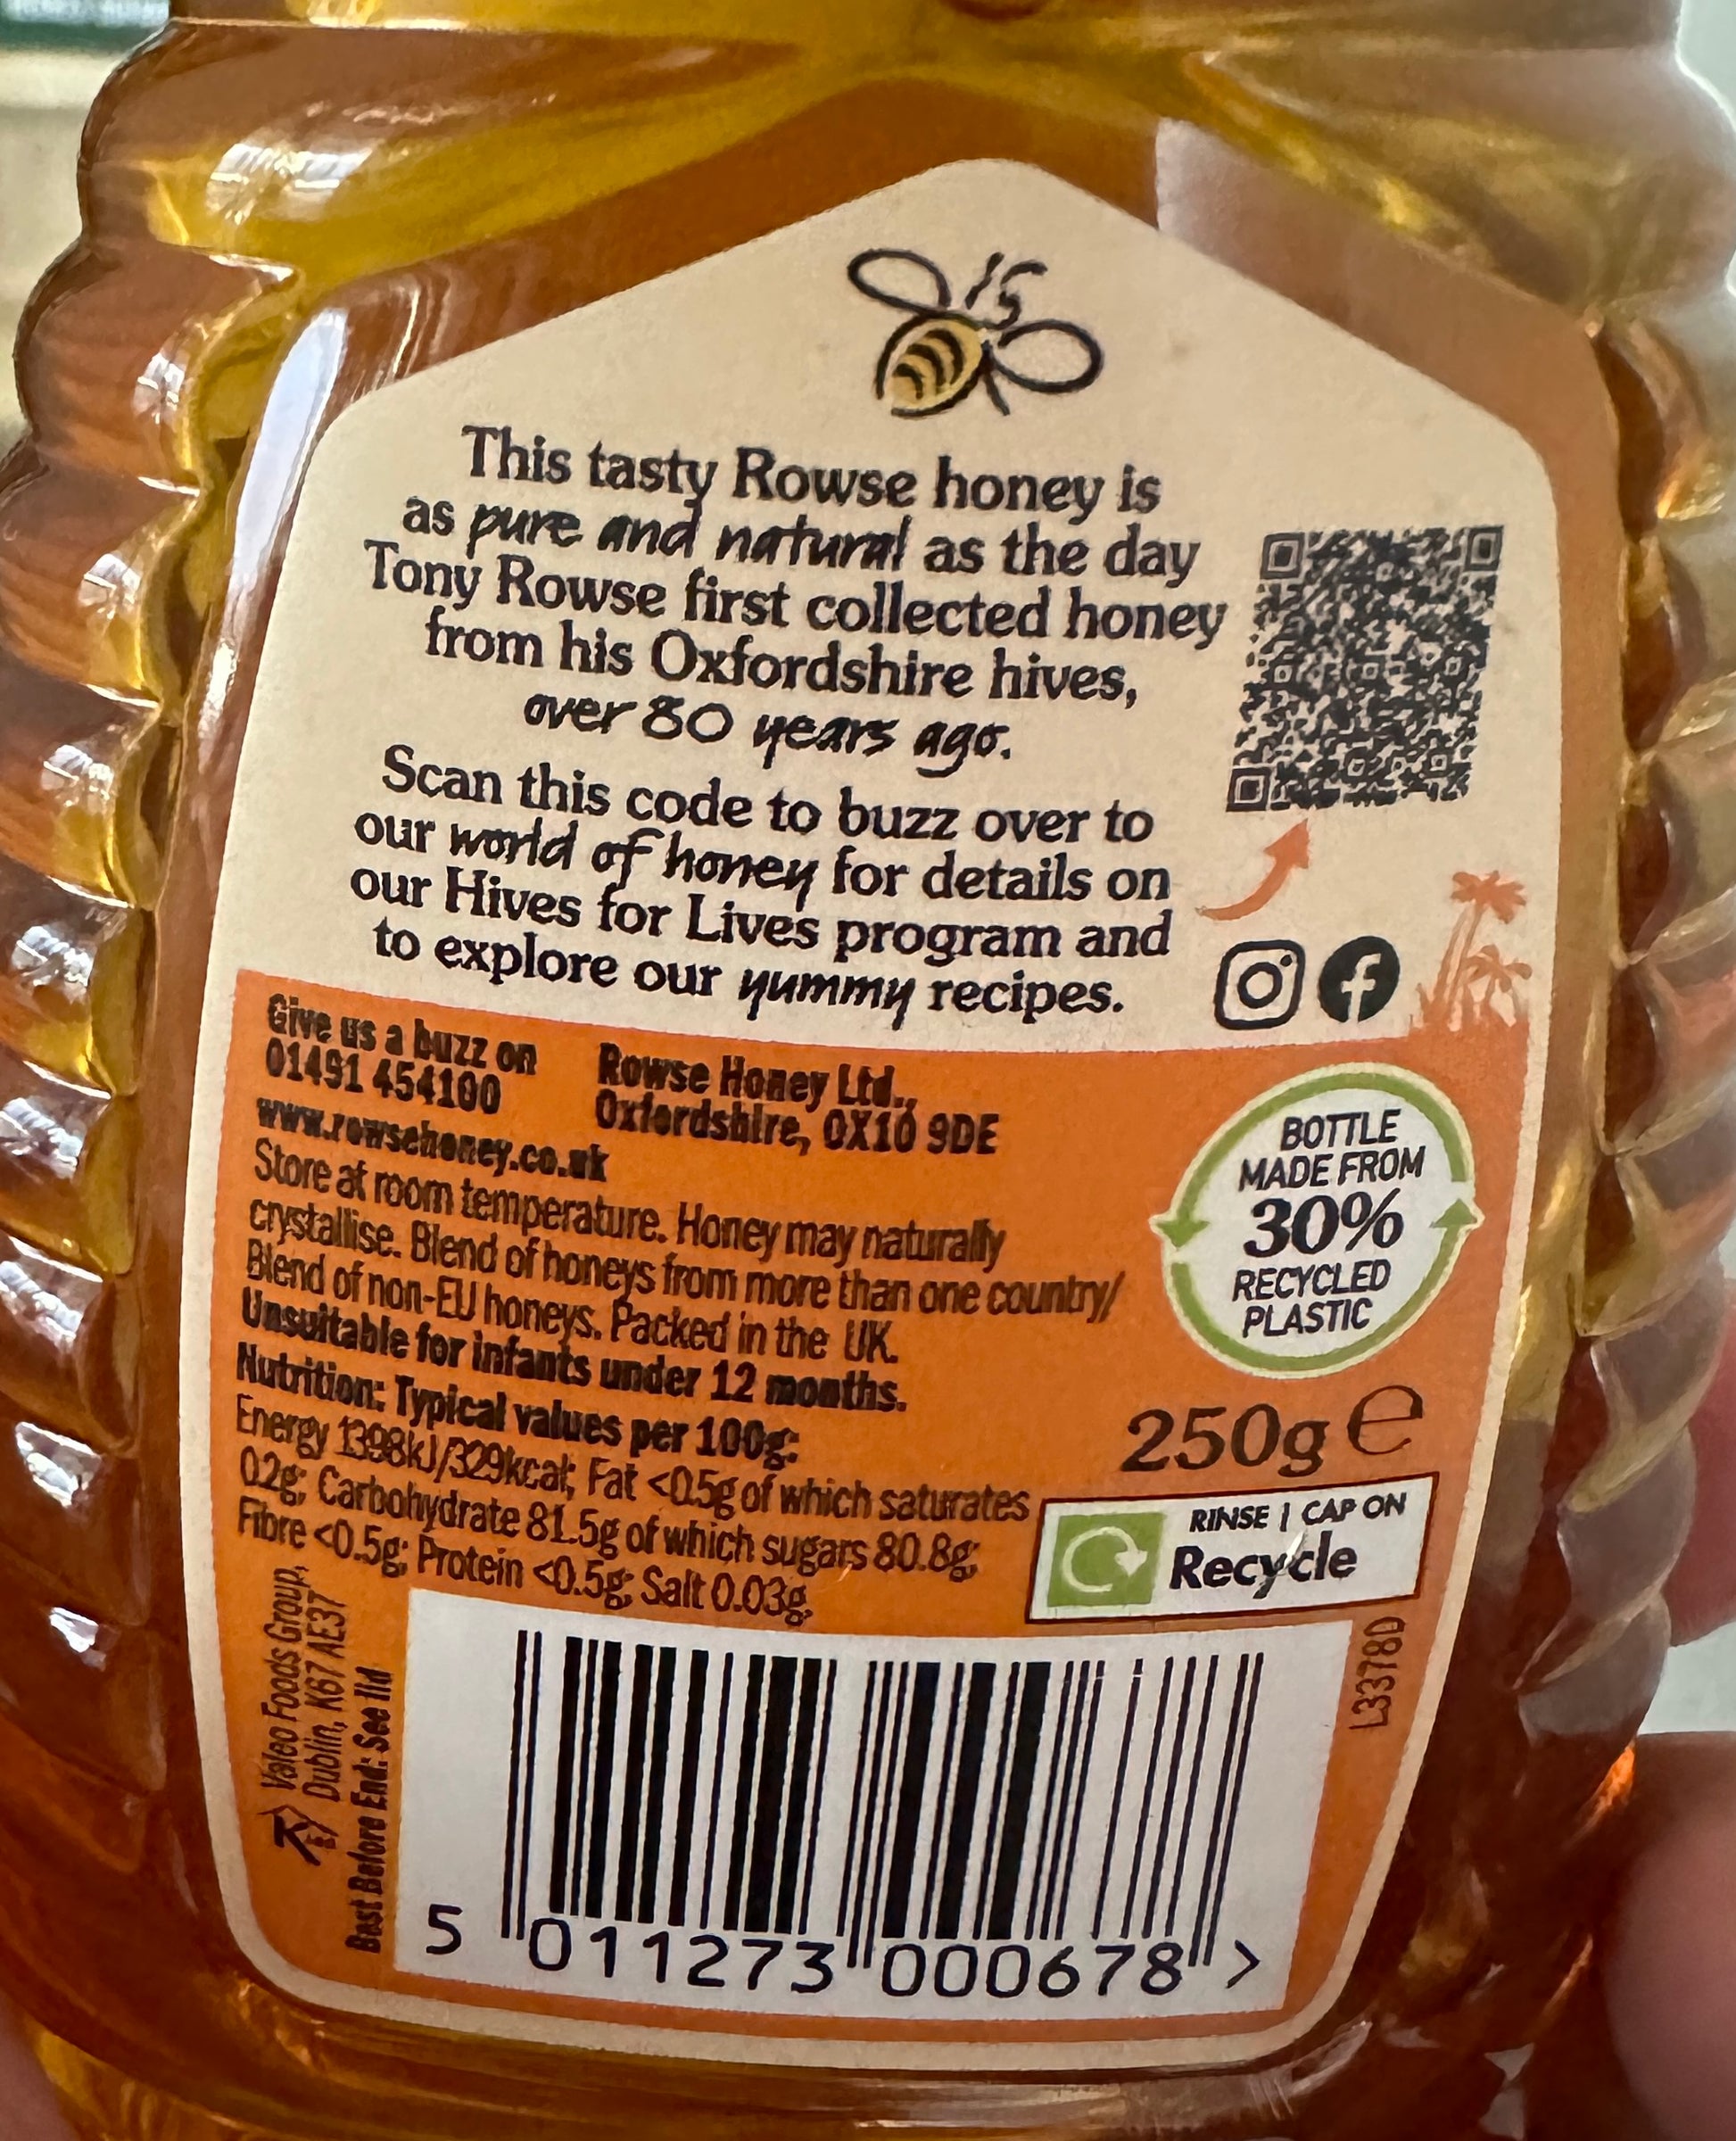 This tasty Rowse honey is
as pure and natural as the day
Tony Rowse first collected honey
from his Oxfordshire hives,
over 80 years ago.
Scan this code to buzz over to
our world of honey for details on
our Hives for Lives program and
to explore our yummy recipes.
Give us a buzz on
01491 454100
www.rowsehoney.co.uk
Rowse Honey Ltd.,
Oxfordshire, OX10 9DE
Store at room temperature. Honey may naturally
crystallise. Blend of honeys from more than one country/
Blend of non-EU honeys. Packed in the UK.
Unsuitable for infants under 12 months.
Nutrition: Typical values per 100g:
Energy 1398kJ/329kcal; Fat <0.5g of which saturates
0.2g; Carbohydrate 81.5g of which sugars 80.8g;
Fibre <0.5g; Protein <0.5g; Salt 0.03g.
BOTTLE
MADE FROM
30%
RECYCLED
PLASTIC
250g e
RINSE | CAP ON
Recycle
Valeo Foods Group,
Dublin, K67 AE37
Best Before End: See lid
L3378D
5 011273 000678 >